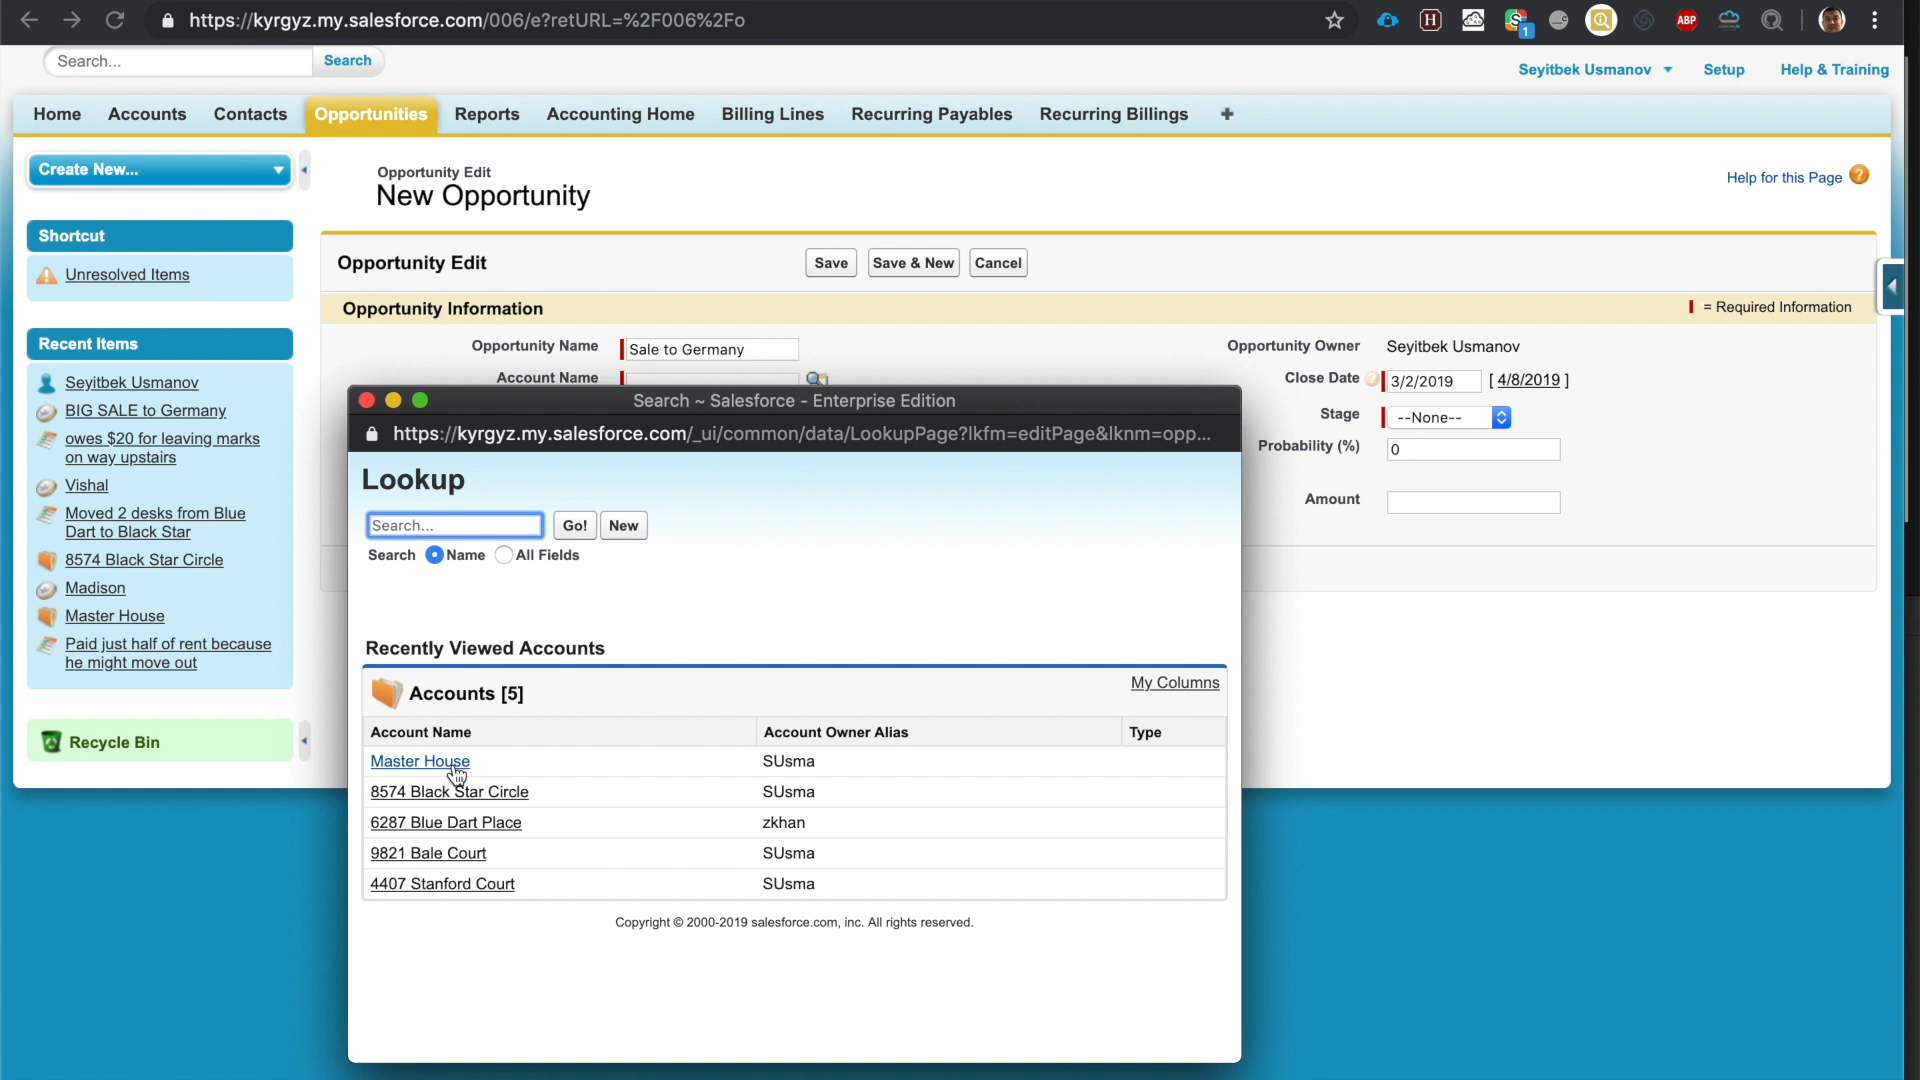 https://kyrgyz.my.salesforce.com/006/e?retURL=%2F006%2Fo
H
S
1
ABP
Search...
Search
Seyitbek Usmanov
Setup
Help & Training
Home
Accounts
Contacts
Opportunities
Reports
Accounting Home
Billing Lines
Recurring Payables
Recurring Billings
+
Create New...
Shortcut
Unresolved Items
Recent Items
Seyitbek Usmanov
BIG SALE to Germany
owes $20 for leaving marks
on way upstairs
Vishal
Moved 2 desks from Blue
Dart to Black Star
8574 Black Star Circle
Madison
Master House
Paid just half of rent because
he might move out
Recycle Bin
Opportunity Edit
New Opportunity
Help for this Page ?
Opportunity Edit
Save
Save & New
Cancel
Opportunity Information
= Required Information
Opportunity Name
Sale to Germany
Account Name
Opportunity Owner
Seyitbek Usmanov
Close Date
3/2/2019
[ 4/8/2019 ]
Stage
--None--
Probability (%)
0
Amount
Search ~ Salesforce - Enterprise Edition
https://kyrgyz.my.salesforce.com/_ui/common/data/LookupPage?lkfm=editPage&lknm=opp...
Lookup
Search...
Go!
New
Search Name All Fields
Recently Viewed Accounts
Accounts [5]
My Columns
Account Name
Account Owner Alias
Type
Master House
SUsma
8574 Black Star Circle
SUsma
6287 Blue Dart Place
zkhan
9821 Bale Court
SUsma
4407 Stanford Court
SUsma
Copyright © 2000-2019 salesforce.com, inc. All rights reserved.